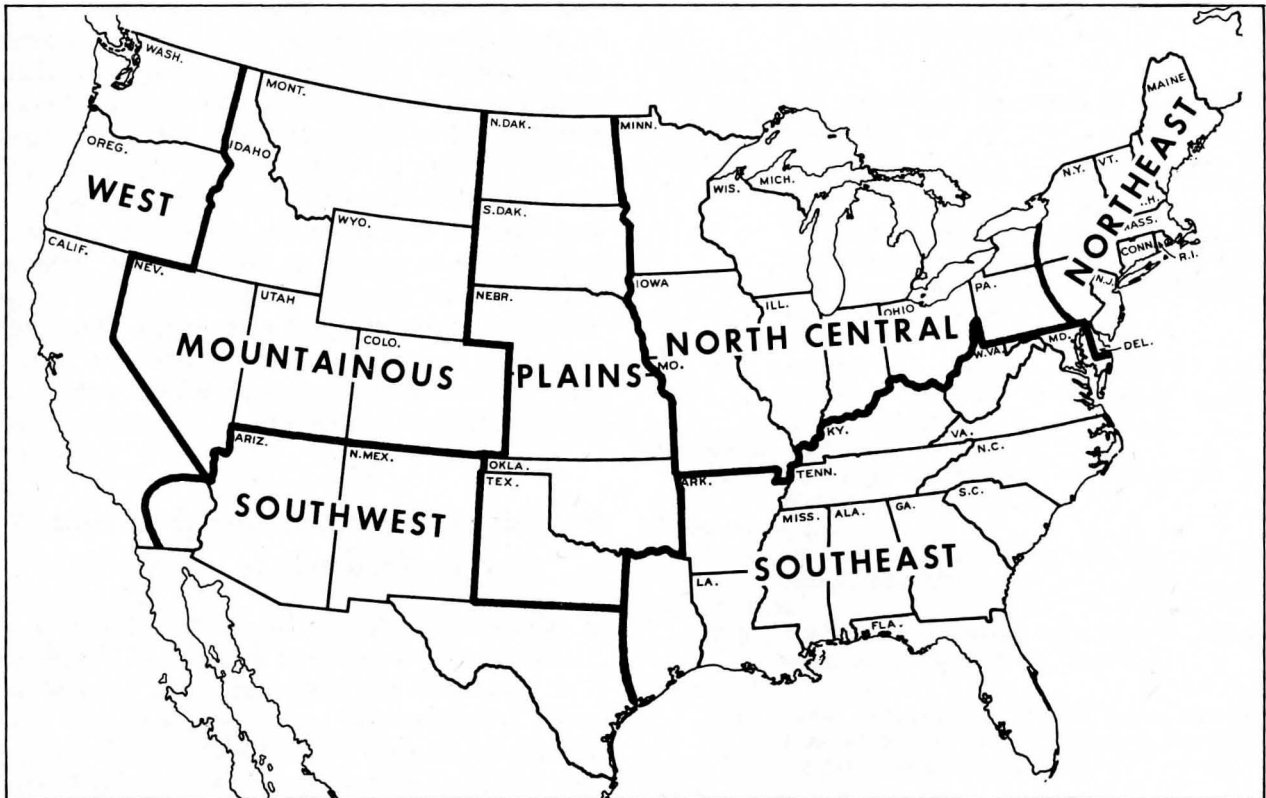 WASH.
MONT.
N.DAK.
MINN.
MAINE
OREG.
IDAHO
N.Y.
VT.
NORTHEAST
WEST
WIS.
MICH.
WYO.
S.DAK.
.H.
MASS.
CALIF.
CONN.
R.I.
NEV.
UTAH
NEBR.
IOWA
ILL.
OHIO
PA.
N.J.
MOUNTAINOUS
COLO.
PLAINS
NORTH CENTRAL
MO.
W.VA.
MD.
DEL.
ARIZ.
N.MEX.
OKLA.
TEX.
KY.
VA.
ARK.
TENN.
N.C.
SOUTHWEST
MISS.
ALA.
GA.
S.C.
LA.
SOUTHEAST
FLA.